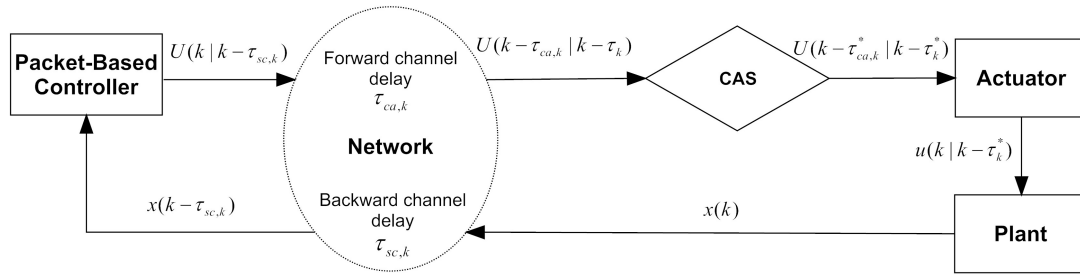 Packet-Based
Controller
U(k | k−τ_{sc,k})
Forward channel
delay
τ_{ca,k}
Network
Backward channel
delay
τ_{sc,k}
U(k−τ_{ca,k} | k−τ_k)
CAS
U(k−τ^*_{ca,k} | k−τ^*_k)
Actuator
u(k | k−τ^*_k)
Plant
x(k)
x(k−τ_{sc,k})